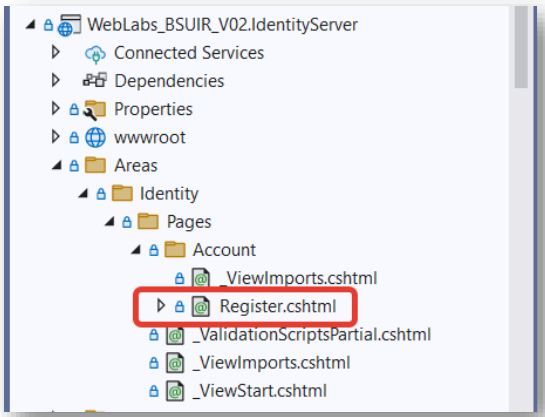 WebLabs_BSUIR_V02.IdentityServer
Connected Services
Dependencies
Properties
wwwroot
Areas
Identity
Pages
Account
_ViewImports.cshtml
Register.cshtml
_ValidationScriptsPartial.cshtml
_ViewImports.cshtml
_ViewStart.cshtml